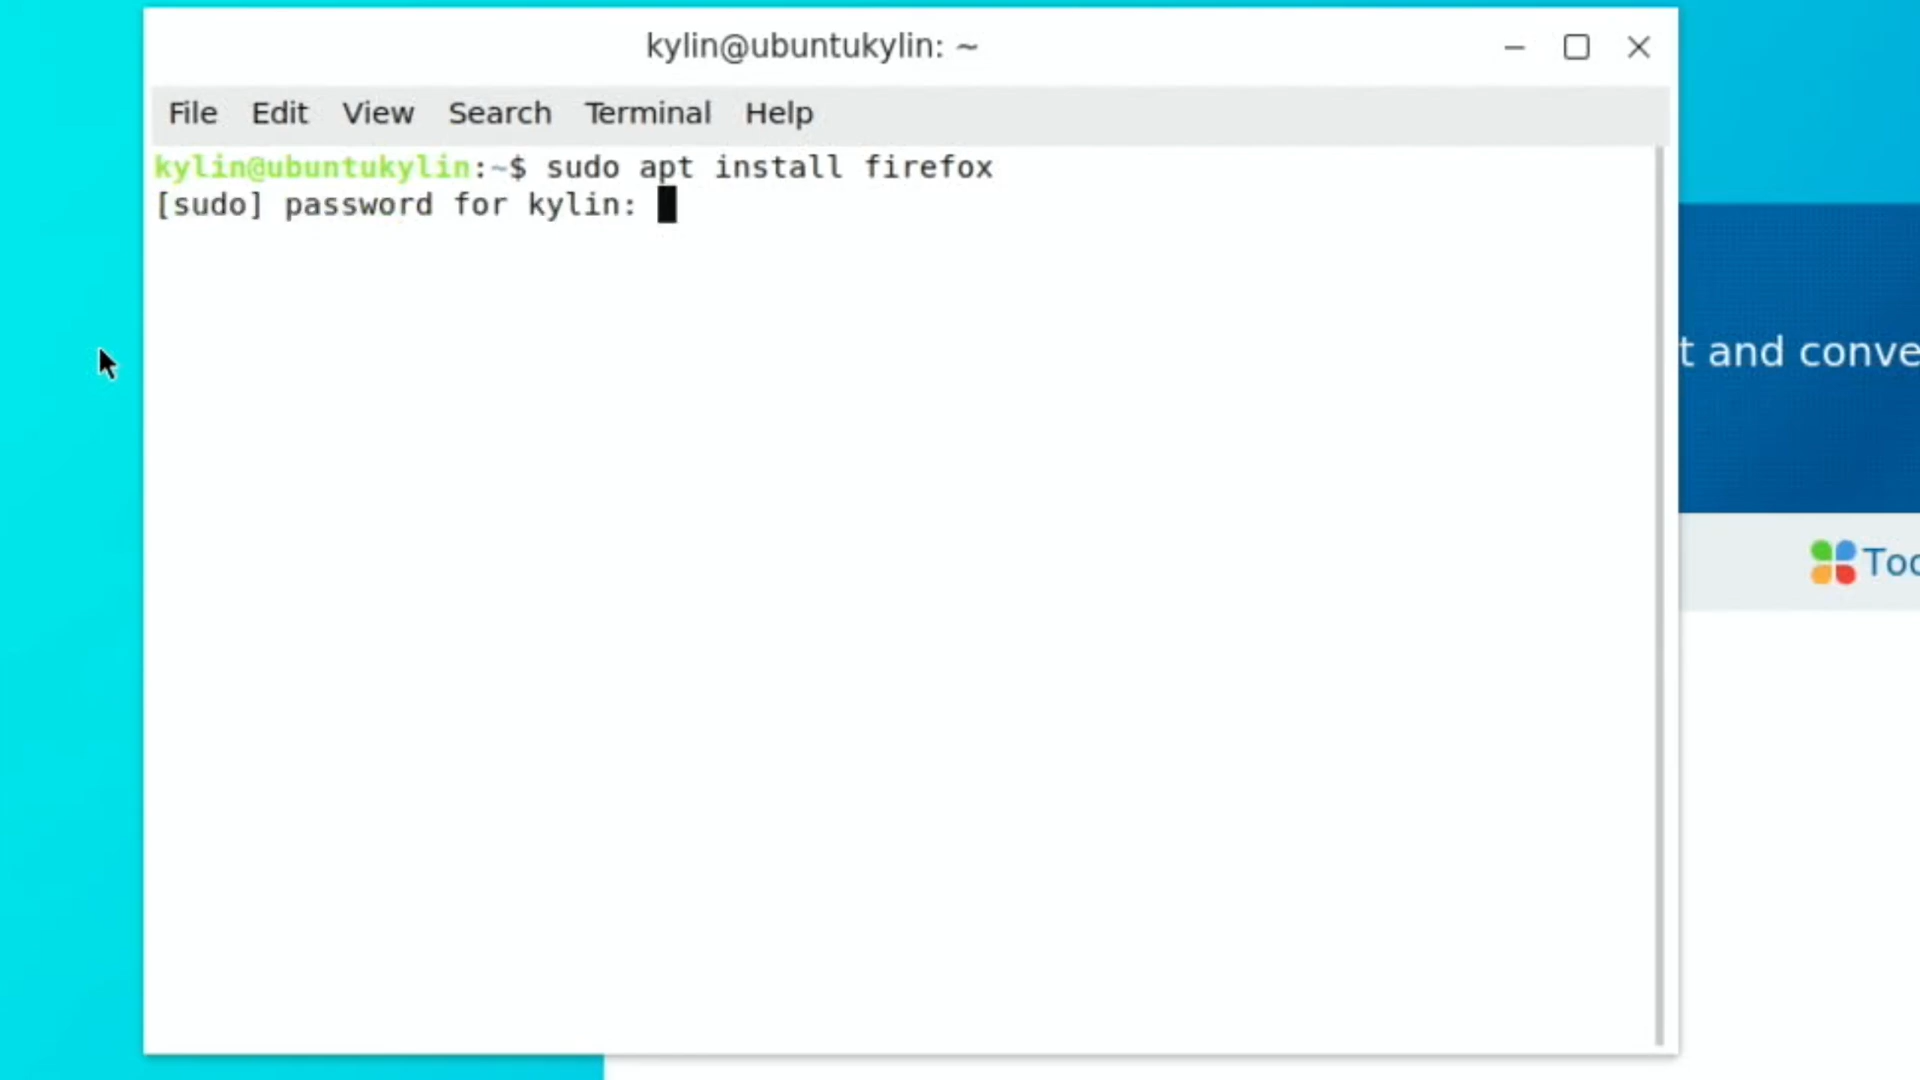 kylin@ubuntukylin: ~
File Edit View Search Terminal Help
kylin@ubuntukylin:~$ sudo apt install firefox
[sudo] password for kylin:
t and conve
Too